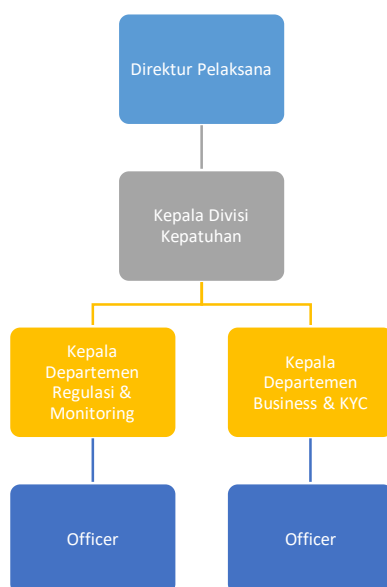 Direktur Pelaksana
Kepala Divisi
Kepatuhan
Kepala
Departemen
Regulasi &
Monitoring
Kepala
Departemen
Business & KYC
Officer
Officer